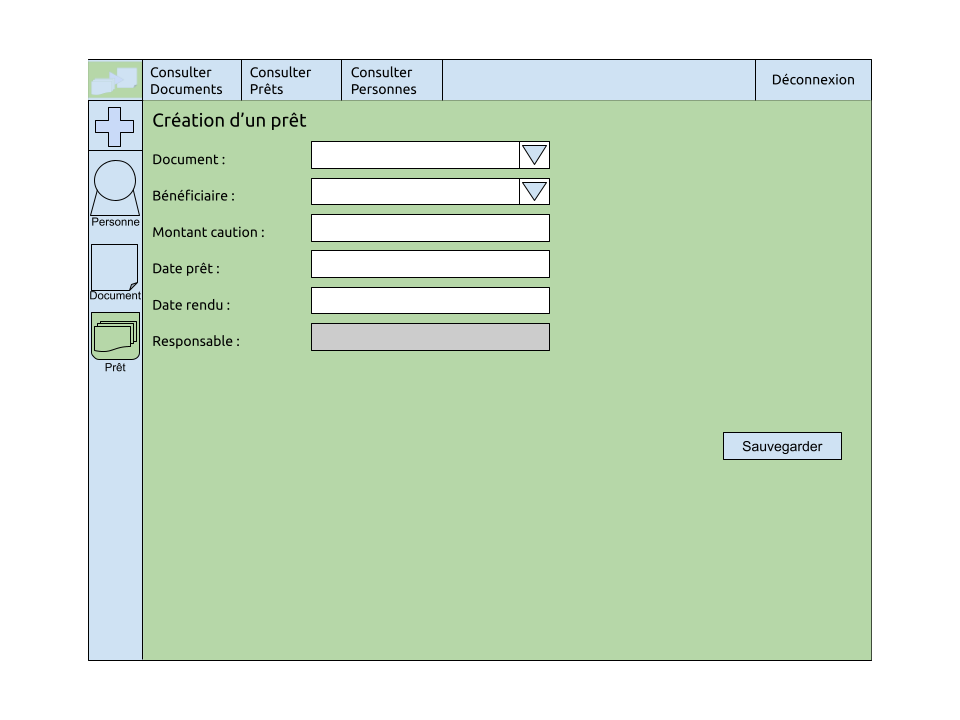 Consulter
Documents
Consulter
Prêts
Consulter
Personnes
Déconnexion
Création d’un prêt
Document :
Bénéficiaire :
Personne
Montant caution :
Date prêt :
Document
Date rendu :
Responsable :
Prêt
Sauvegarder